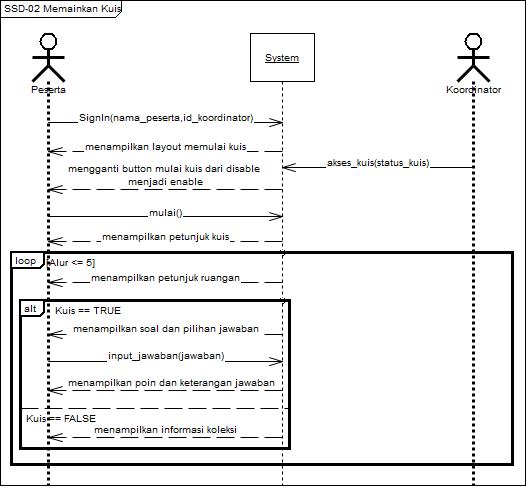 SSD-02 Memainkan Kuis
System
Peserta
Koordinator
SignIn(nama_peserta,id_koordinator)
menampilkan layout memulai kuis
akses_kuis(status_kuis)
mengganti button mulai kuis dari disable
menjadi enable
mulai()
menampilkan petunjuk kuis
loop
[Alur <= 5]
menampilkan petunjuk ruangan
alt
Kuis == TRUE
menampilkan soal dan pilihan jawaban
input_jawaban(jawaban)
menampilkan poin dan keterangan jawaban
Kuis == FALSE
menampilkan informasi koleksi